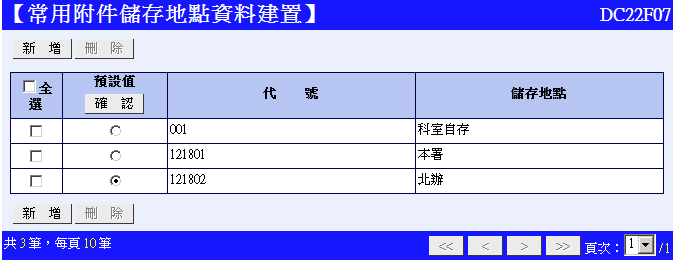 【常用附件儲存地點資料建置】 DC22F07
新 增 刪 除
全選 預設值 確 認 代 號 儲存地點
001 科室自存
121801 本署
121802 北辦
新 增 刪 除
共3筆，每頁10筆 << < > >> 頁次：1 /1